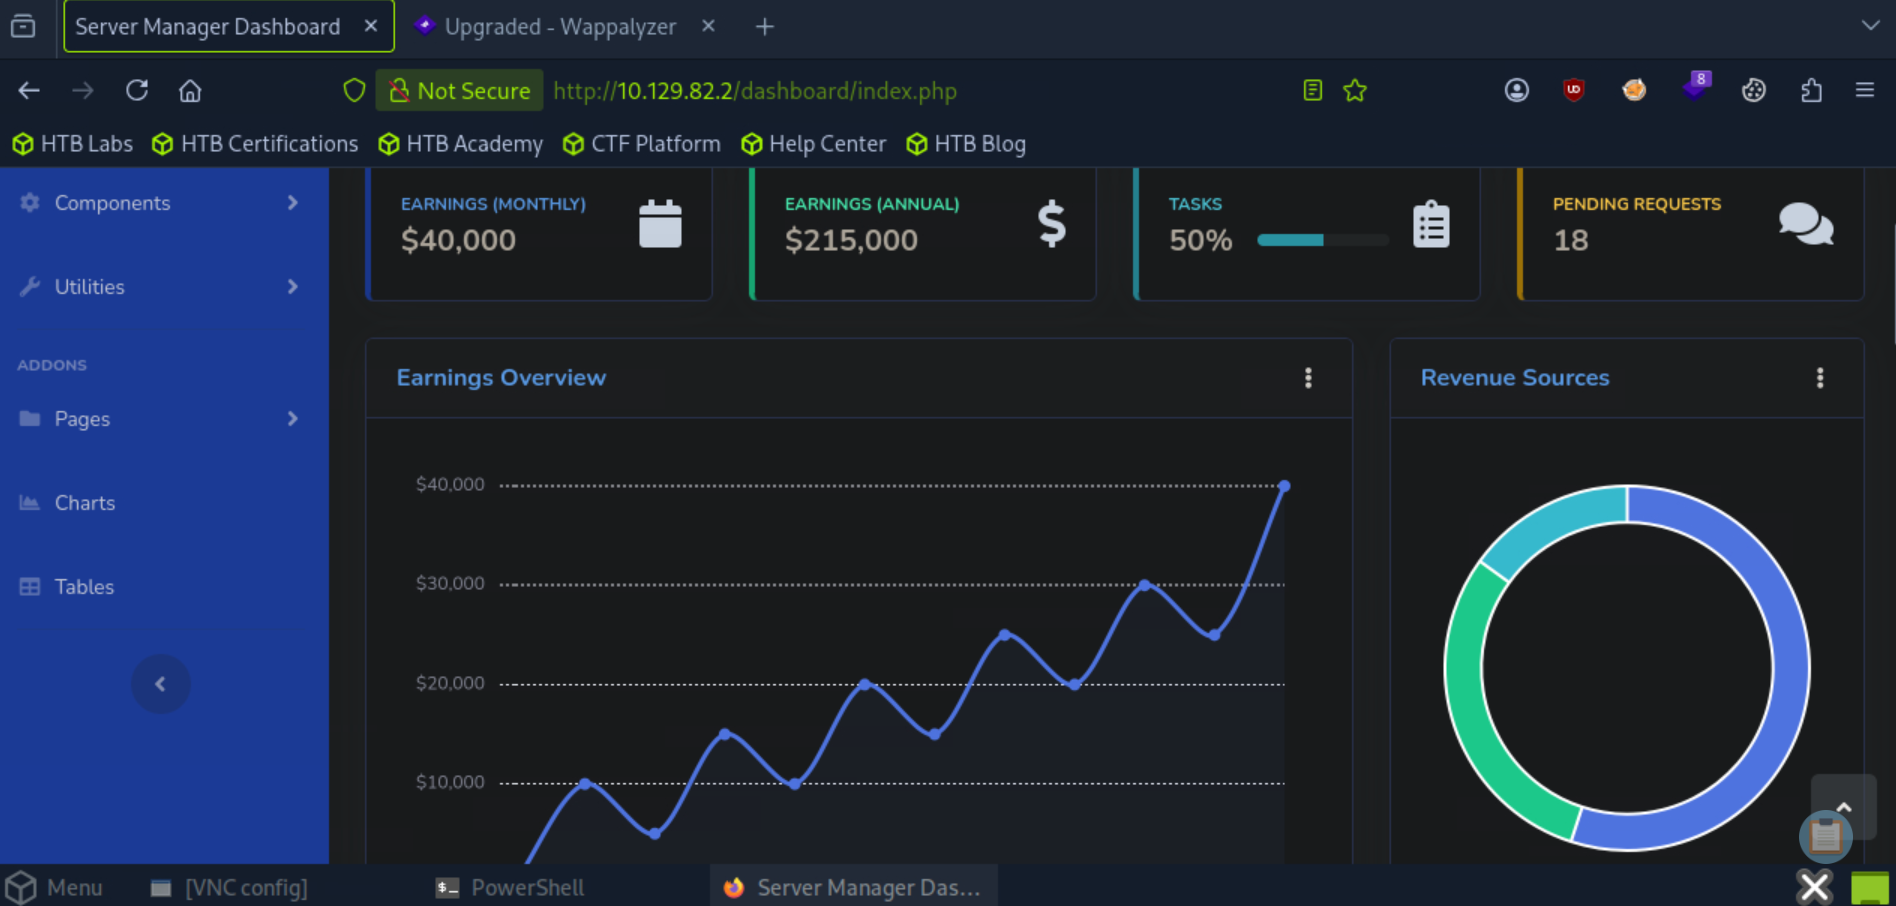 Server Manager Dashboard
Upgraded - Wappalyzer
Not Secure
http://10.129.82.2/dashboard/index.php
8
HTB Labs
HTB Certifications
HTB Academy
CTF Platform
Help Center
HTB Blog
Components
Utilities
ADDONS
Pages
Charts
Tables
EARNINGS (MONTHLY)
$40,000
EARNINGS (ANNUAL)
$215,000
TASKS
50%
PENDING REQUESTS
18
Earnings Overview
$40,000
$30,000
$20,000
$10,000
Revenue Sources
Menu
[VNC config]
PowerShell
Server Manager Das...